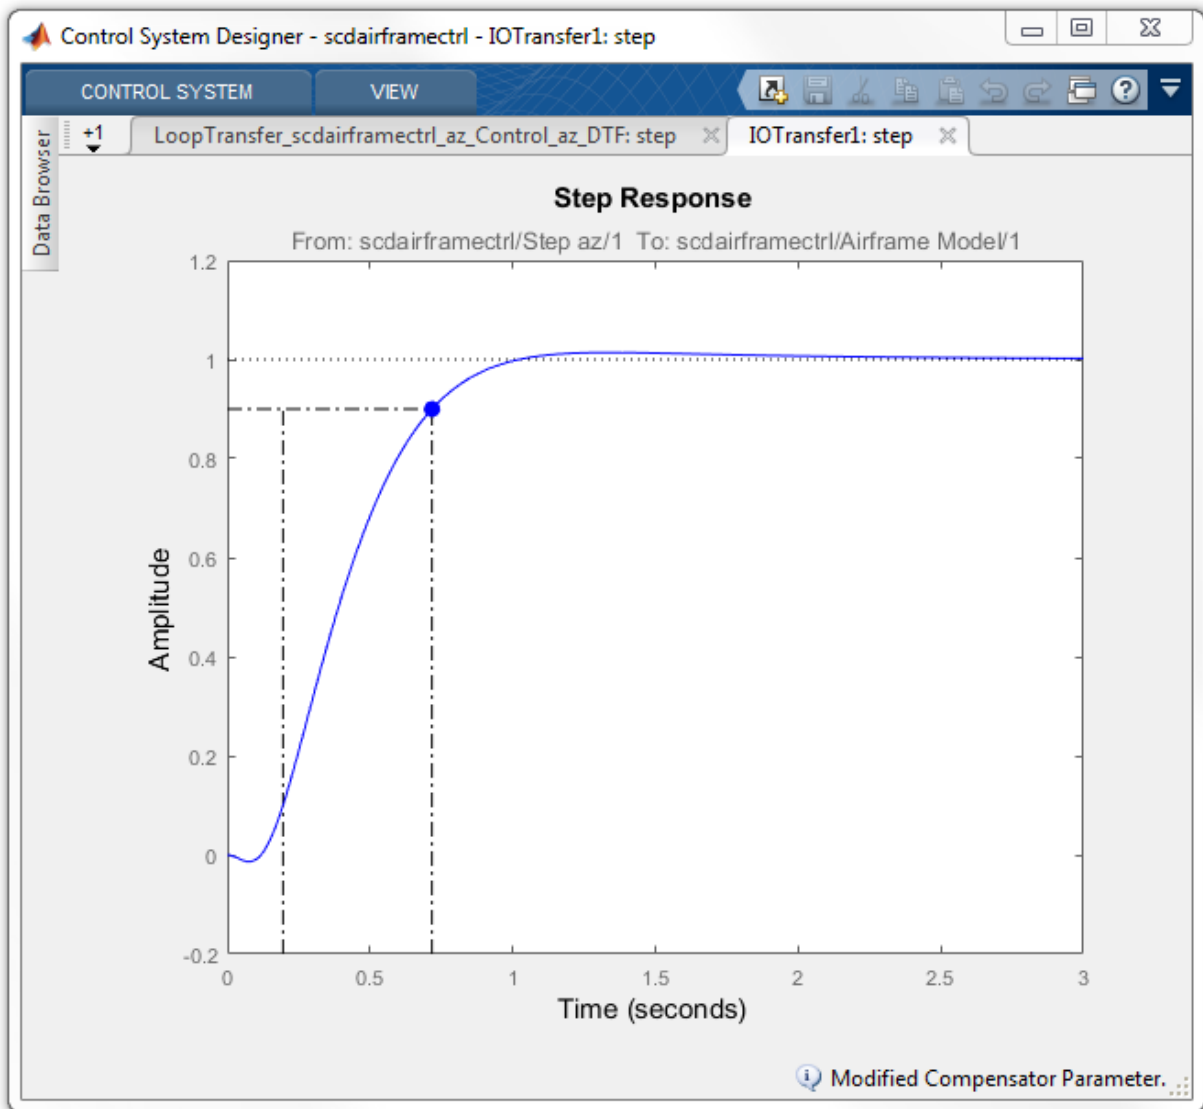 Control System Designer - scdairframectrl - IOTransfer1: step
CONTROL SYSTEM VIEW
Data Browser
+1 LoopTransfer_scdairframectrl_az_Control_az_DTF: step IOTransfer1: step
Step Response
From: scdairframectrl/Step az/1 To: scdairframectrl/Airframe Model/1
Amplitude
1.2
1
0.8
0.6
0.4
0.2
0
-0.2
0 0.5 1 1.5 2 2.5 3
Time (seconds)
Modified Compensator Parameter.